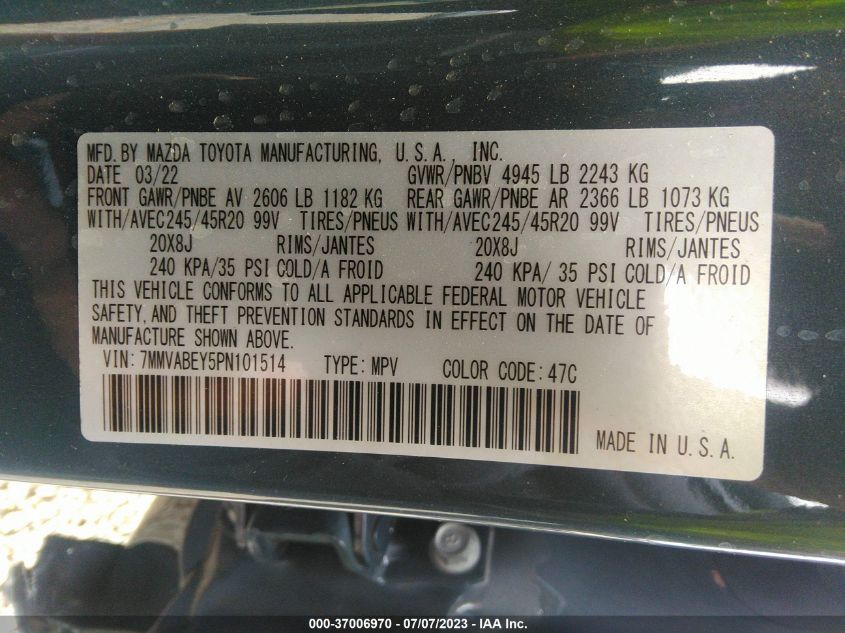 MFD. BY MAZDA TOYOTA MANUFACTURING, U.S.A., INC.
DATE 03/22 GVWR/PNBV 4945 LB 2243 KG
FRONT GAWR/PNBE AV 2606 LB 1182 KG REAR GAWR/PNBE AR 2366 LB 1073 KG
WITH/AVEC 245/45R20 99V TIRES/PNEUS WITH/AVEC 245/45R20 99V TIRES/PNEUS
20X8J RIMS/JANTES 20X8J RIMS/JANTES
240 KPA/35 PSI COLD/A FROID 240 KPA/ 35 PSI COLD/A FROID
THIS VEHICLE CONFORMS TO ALL APPLICABLE FEDERAL MOTOR VEHICLE
SAFETY, AND THEFT PREVENTION STANDARDS IN EFFECT ON THE DATE OF
MANUFACTURE SHOWN ABOVE.
VIN: 7MMVABEY5PN101514 TYPE: MPV COLOR CODE: 47C
MADE IN U.S.A.
000-37006970 - 07/07/2023 - IAA Inc.